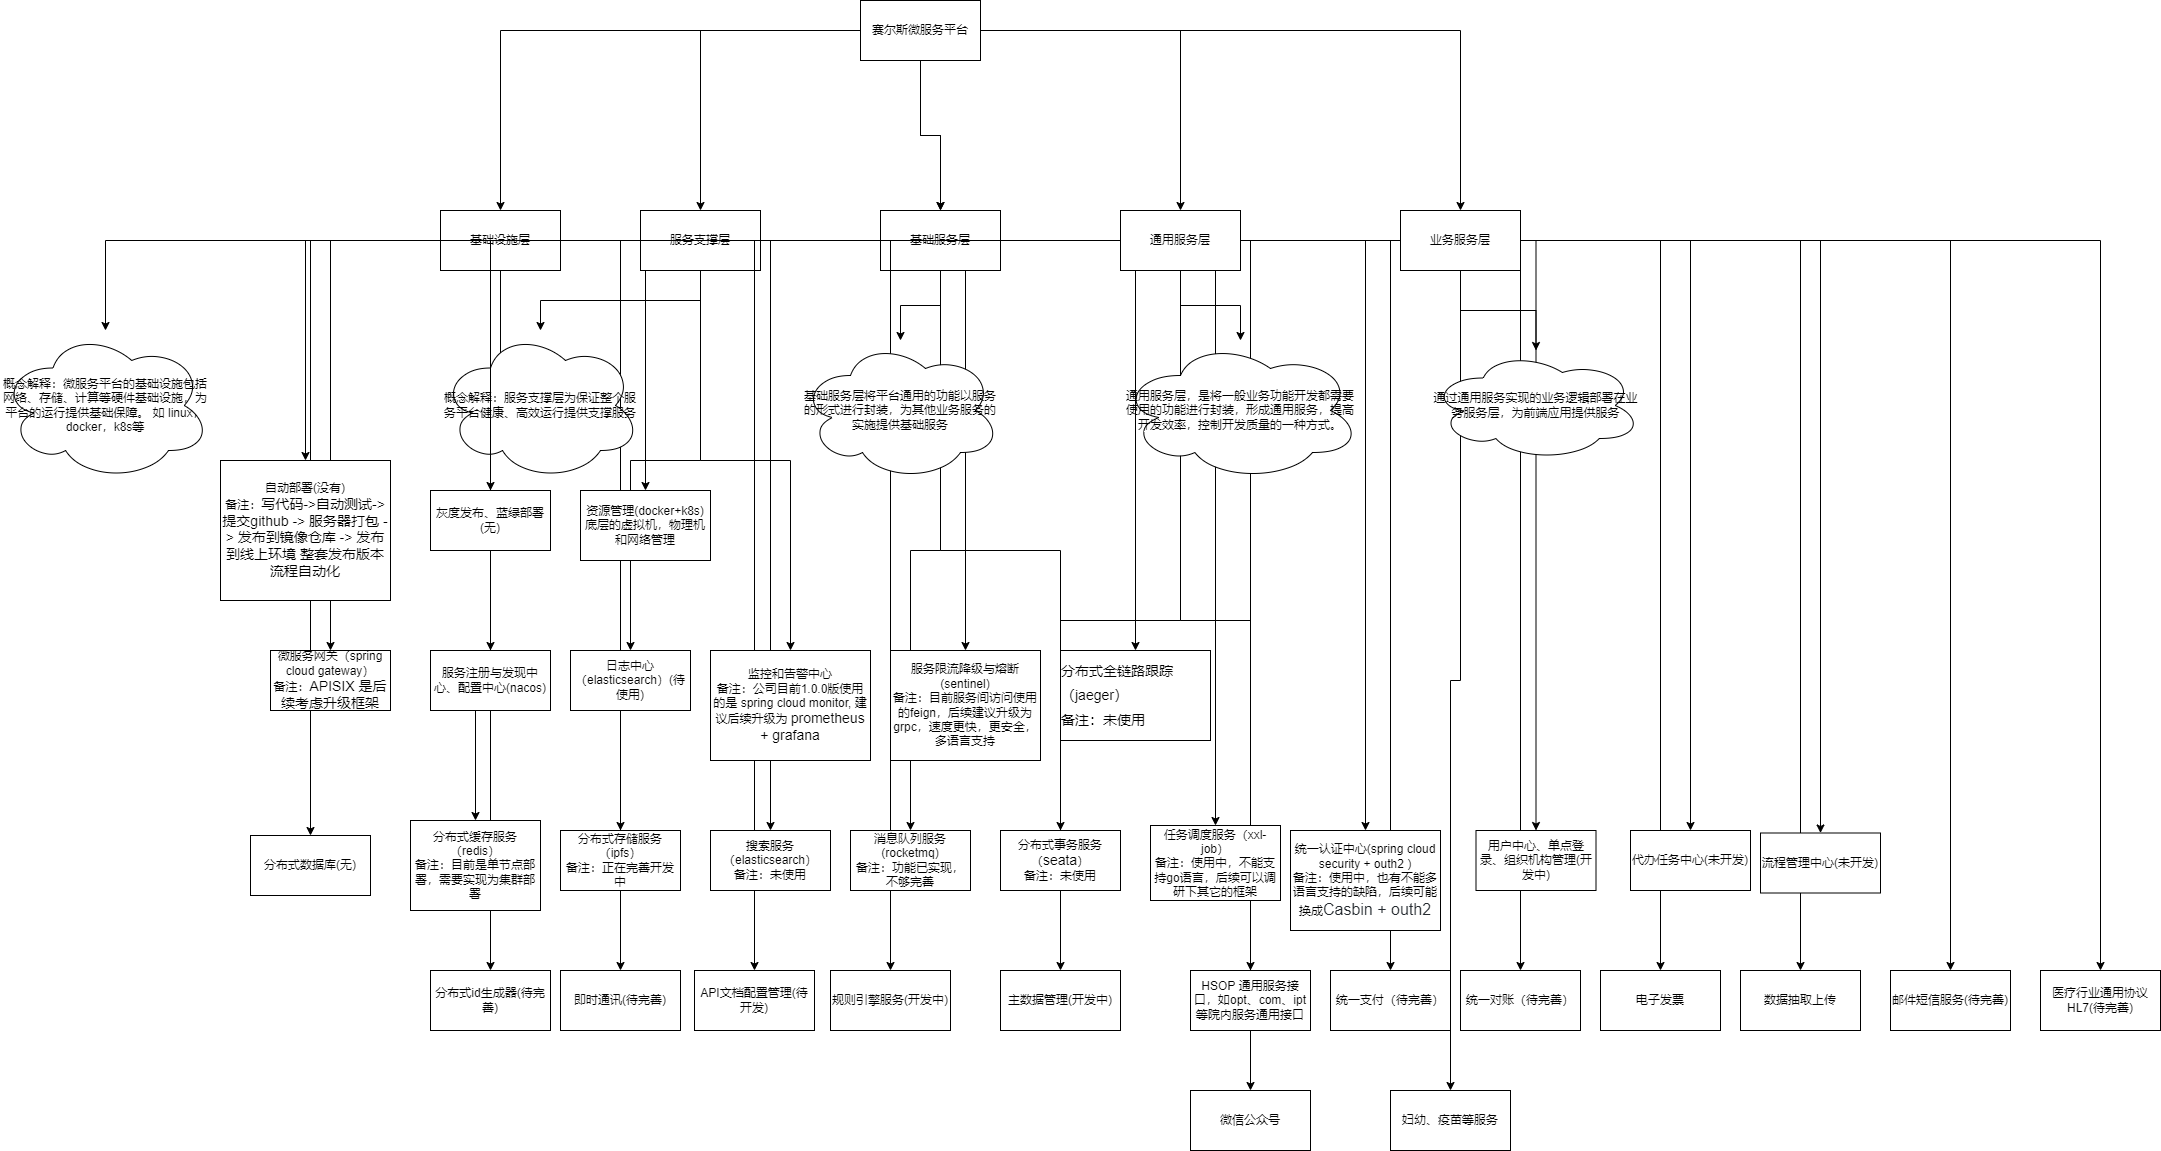 赛尔斯微服务平台
基础设施层
服务支撑层
基础服务层
通用服务层
业务服务层
概念解释：微服务平台的基础设施包括
网络、存储、计算等硬件基础设施，为
平台的运行提供基础保障。 如 linux，
docker，k8s等
概念解释：服务支撑层为保证整个服
务平台健康、高效运行提供支撑服务
基础服务层将平台通用的功能以服务
的形式进行封装，为其他业务服务的
实施提供基础服务
通用服务层，是将一般业务功能开发都需要
使用的功能进行封装，形成通用服务，提高
开发效率，控制开发质量的一种方式。
通过通用服务实现的业务逻辑部署在业
务服务层，为前端应用提供服务
自动部署(没有)
备注：写代码->自动测试->
提交github -> 服务器打包 -
> 发布到镜像仓库 -> 发布
到线上环境 整套发布版本
流程自动化
灰度发布、蓝绿部署
(无)
资源管理(docker+k8s)
底层的虚拟机，物理机
和网络管理
微服务网关（spring
cloud gateway）
备注：APISIX 是后
续考虑升级框架
服务注册与发现中
心、配置中心(nacos)
日志中心
（elasticsearch）(待
使用)
监控和告警中心
备注：公司目前1.0.0版使用
的是 spring cloud monitor, 建
议后续升级为 prometheus
+ grafana
服务限流降级与熔断
(sentinel)
备注：目前服务间访问使用
的feign，后续建议升级为
grpc，速度更快，更安全，
多语言支持
分布式全链路跟踪
（jaeger）
备注：未使用
分布式数据库(无)
分布式缓存服务
（redis）
备注：目前是单节点部
署，需要实现为集群部
署
分布式存储服务
（ipfs）
备注：正在完善开发
中
搜索服务
（elasticsearch）
备注：未使用
消息队列服务
（rocketmq）
备注：功能已实现，
不够完善
分布式事务服务
（seata）
备注：未使用
任务调度服务（xxl-
job）
备注：使用中，不能支
持go语言，后续可以调
研下其它的框架
统一认证中心(spring cloud
security + outh2 )
备注：使用中，也有不能多
语言支持的缺陷，后续可能
换成Casbin + outh2
用户中心、单点登
录、组织机构管理(开
发中)
代办任务中心(未开发)
流程管理中心(未开发)
分布式id生成器(待完
善)
即时通讯(待完善)
API文档配置管理(待
开发)
规则引擎服务(开发中)
主数据管理(开发中)
HSOP 通用服务接
口，如opt、com、ipt
等院内服务通用接口
统一支付（待完善）
统一对账（待完善）
电子发票
数据抽取上传
邮件短信服务(待完善)
医疗行业通用协议
HL7(待完善)
微信公众号
妇幼、疫苗等服务